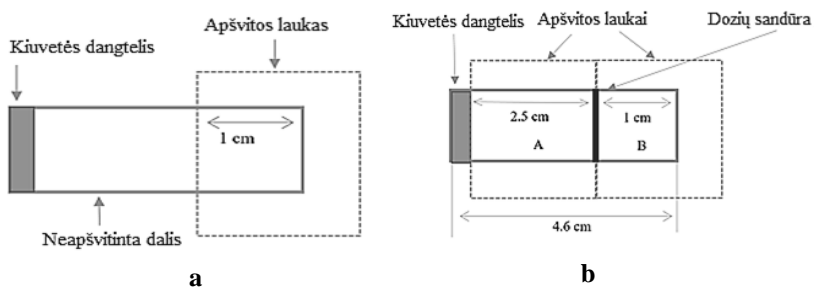 Apšvitos laukas
Kiuvetės dangtelis
1 cm
Neapšvitinta dalis
a
Kiuvetės dangtelis
Apšvitos laukai
Dozių sandūra
2.5 cm
1 cm
A
B
4.6 cm
b